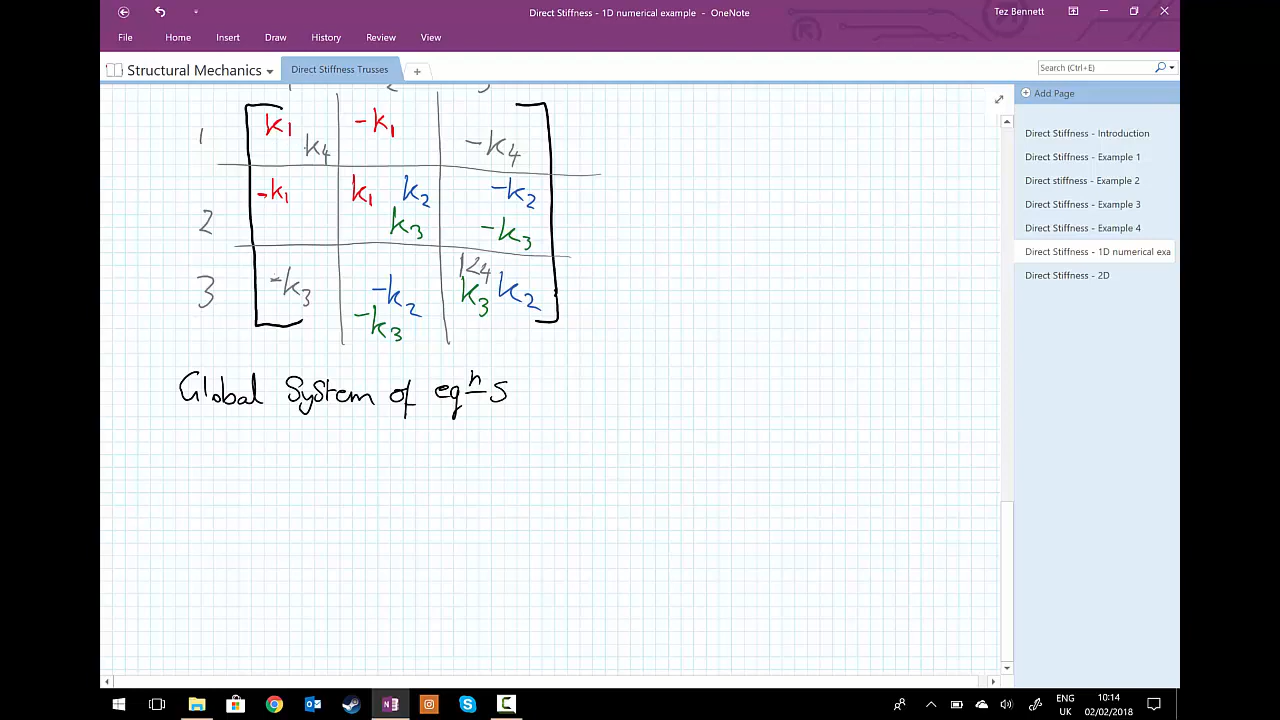 Direct Stiffness - 1D numerical example - OneNote
Tez Bennett
File Home Insert Draw History Review View
Structural Mechanics
Direct Stiffness Trusses
+
Search (Ctrl+E)
Add Page
Direct Stiffness - Introduction
Direct Stiffness - Example 1
Direct stiffness - Example 2
Direct Stiffness - Example 3
Direct Stiffness - Example 4
Direct Stiffness - 1D numerical exa
Direct Stiffness - 2D
k1 -k1
1 k4 -k4
-k1 k1 k2 -k2
2 k3 -k3
k4
3 -k3 -k2 k3 k2
-k3
Global System of eqns
ENG 10:14
UK 02/02/2018